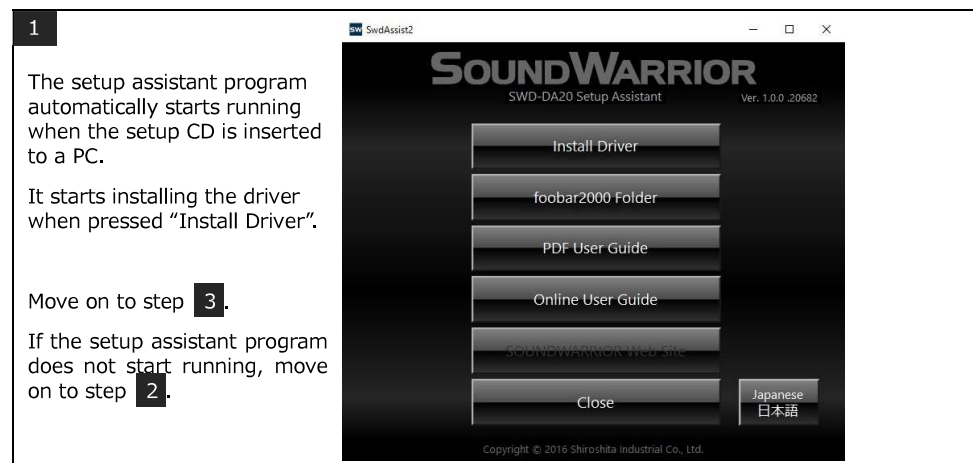 1
The setup assistant program
automatically starts running
when the setup CD is inserted
to a PC.
It starts installing the driver
when pressed “Install Driver”.
Move on to step 3.
If the setup assistant program
does not start running, move
on to step 2.
SW SwdAssist2
SOUNDWARRIOR
SWD-DA20 Setup Assistant
Ver. 1.0.0 .20682
Install Driver
foobar2000 Folder
PDF User Guide
Online User Guide
SOUNDWARRIOR Web Site
Close
Japanese
日本語
Copyright © 2016 Shiroshita Industrial Co., Ltd.